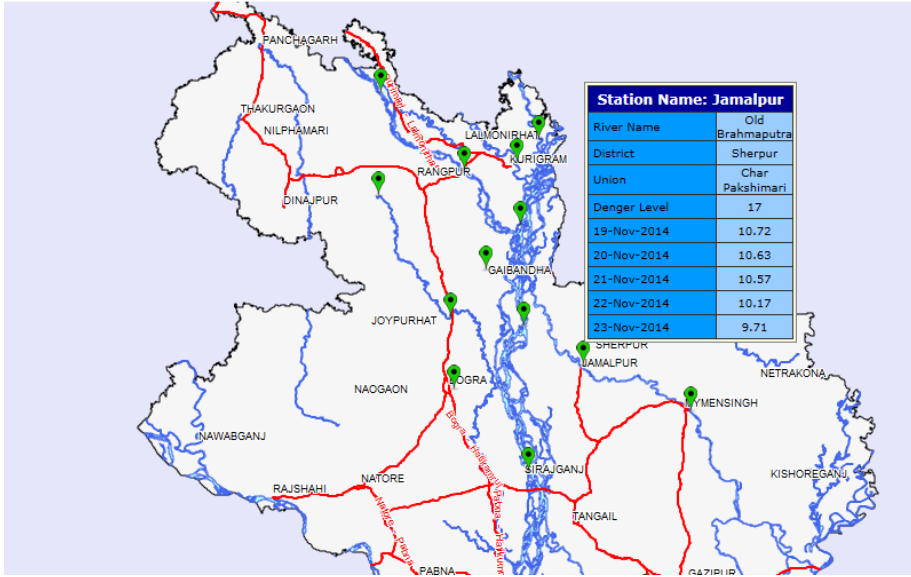 PANCHAGARH
THAKURGAON
NILPHAMARI
LALMONIRHAT
KURIGRAM
RANGPUR
DINAJPUR
GAIBANDHA
JOYPURHAT
SHERPUR
JAMALPUR
NETRAKONA
BOGRA
NAOGAON
MYMENSINGH
NAWABGANJ
SIRAJGANJ
KISHOREGANJ
NATORE
RAJSHAHI
TANGAIL
PABNA
GAZIPUR
Station Name: Jamalpur
River Name Old
Brahmaputra
District Sherpur
Union Char
Pakshimari
Denger Level 17
19-Nov-2014 10.72
20-Nov-2014 10.63
21-Nov-2014 10.57
22-Nov-2014 10.17
23-Nov-2014 9.71